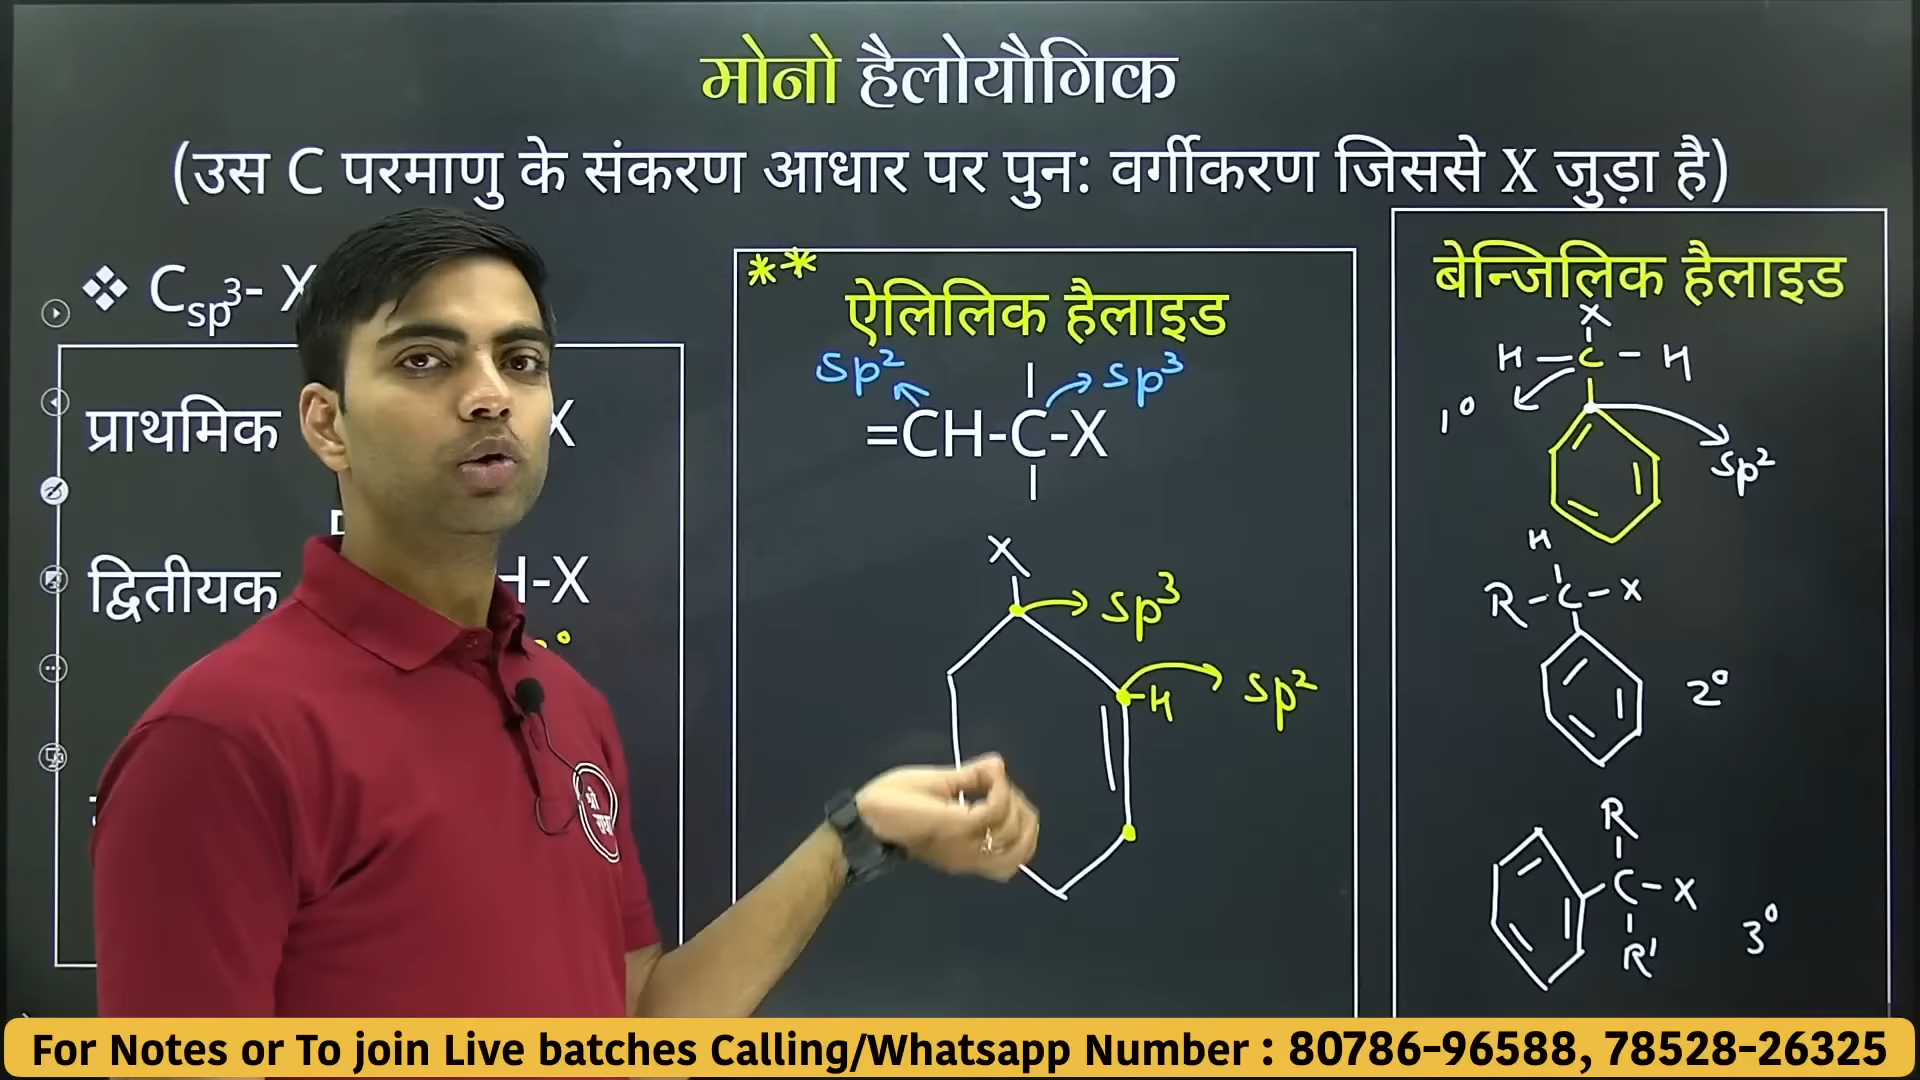 मोनो हैलोयौगिक
(उस C परमाणु के संकरण आधार पर पुन: वर्गीकरण जिससे X जुड़ा है)
❖ Csp³- X
प्राथमिक
X
द्वितीयक
H-X
**
ऐलिलिक हैलाइड
sp² sp³
=CH-C-X
X
sp³
H sp²
बेन्जिलिक हैलाइड
X
H-C-H
1°
sp²
H
R-C-X
2°
R
C-X
R'
3°
श्री
For Notes or To join Live batches Calling/Whatsapp Number : 80786-96588, 78528-26325